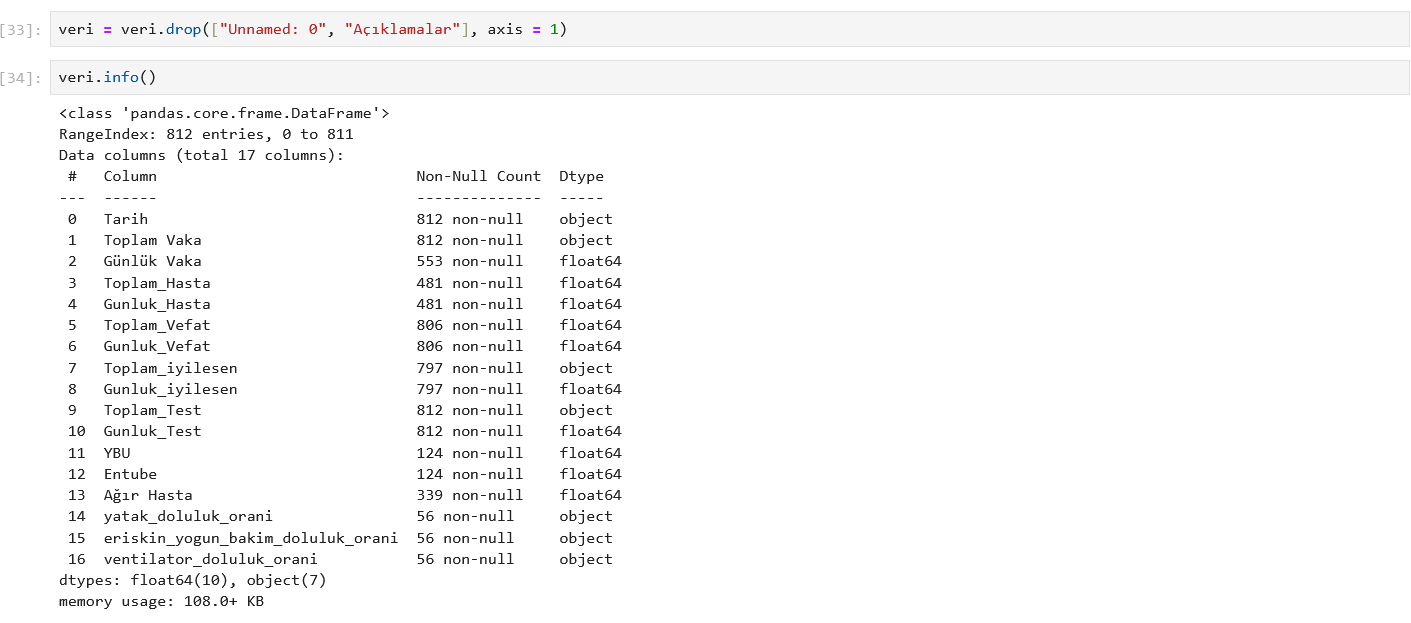 [33]: veri = veri.drop(["Unnamed: 0", "Açıklamalar"], axis = 1)
[34]: veri.info()
<class 'pandas.core.frame.DataFrame'>
RangeIndex: 812 entries, 0 to 811
Data columns (total 17 columns):
 #   Column                             Non-Null Count  Dtype
---  ------                             --------------  -----
 0   Tarih                              812 non-null    object
 1   Toplam Vaka                        812 non-null    object
 2   Günlük Vaka                        553 non-null    float64
 3   Toplam_Hasta                       481 non-null    float64
 4   Gunluk_Hasta                       481 non-null    float64
 5   Toplam_Vefat                       806 non-null    float64
 6   Gunluk_Vefat                       806 non-null    float64
 7   Toplam_iyilesen                    797 non-null    object
 8   Gunluk_iyilesen                    797 non-null    float64
 9   Toplam_Test                        812 non-null    object
 10  Gunluk_Test                        812 non-null    float64
 11  YBU                                124 non-null    float64
 12  Entube                             124 non-null    float64
 13  Ağır Hasta                         339 non-null    float64
 14  yatak_doluluk_orani                56 non-null     object
 15  eriskin_yogun_bakim_doluluk_orani  56 non-null     object
 16  ventilator_doluluk_orani           56 non-null     object
dtypes: float64(10), object(7)
memory usage: 108.0+ KB